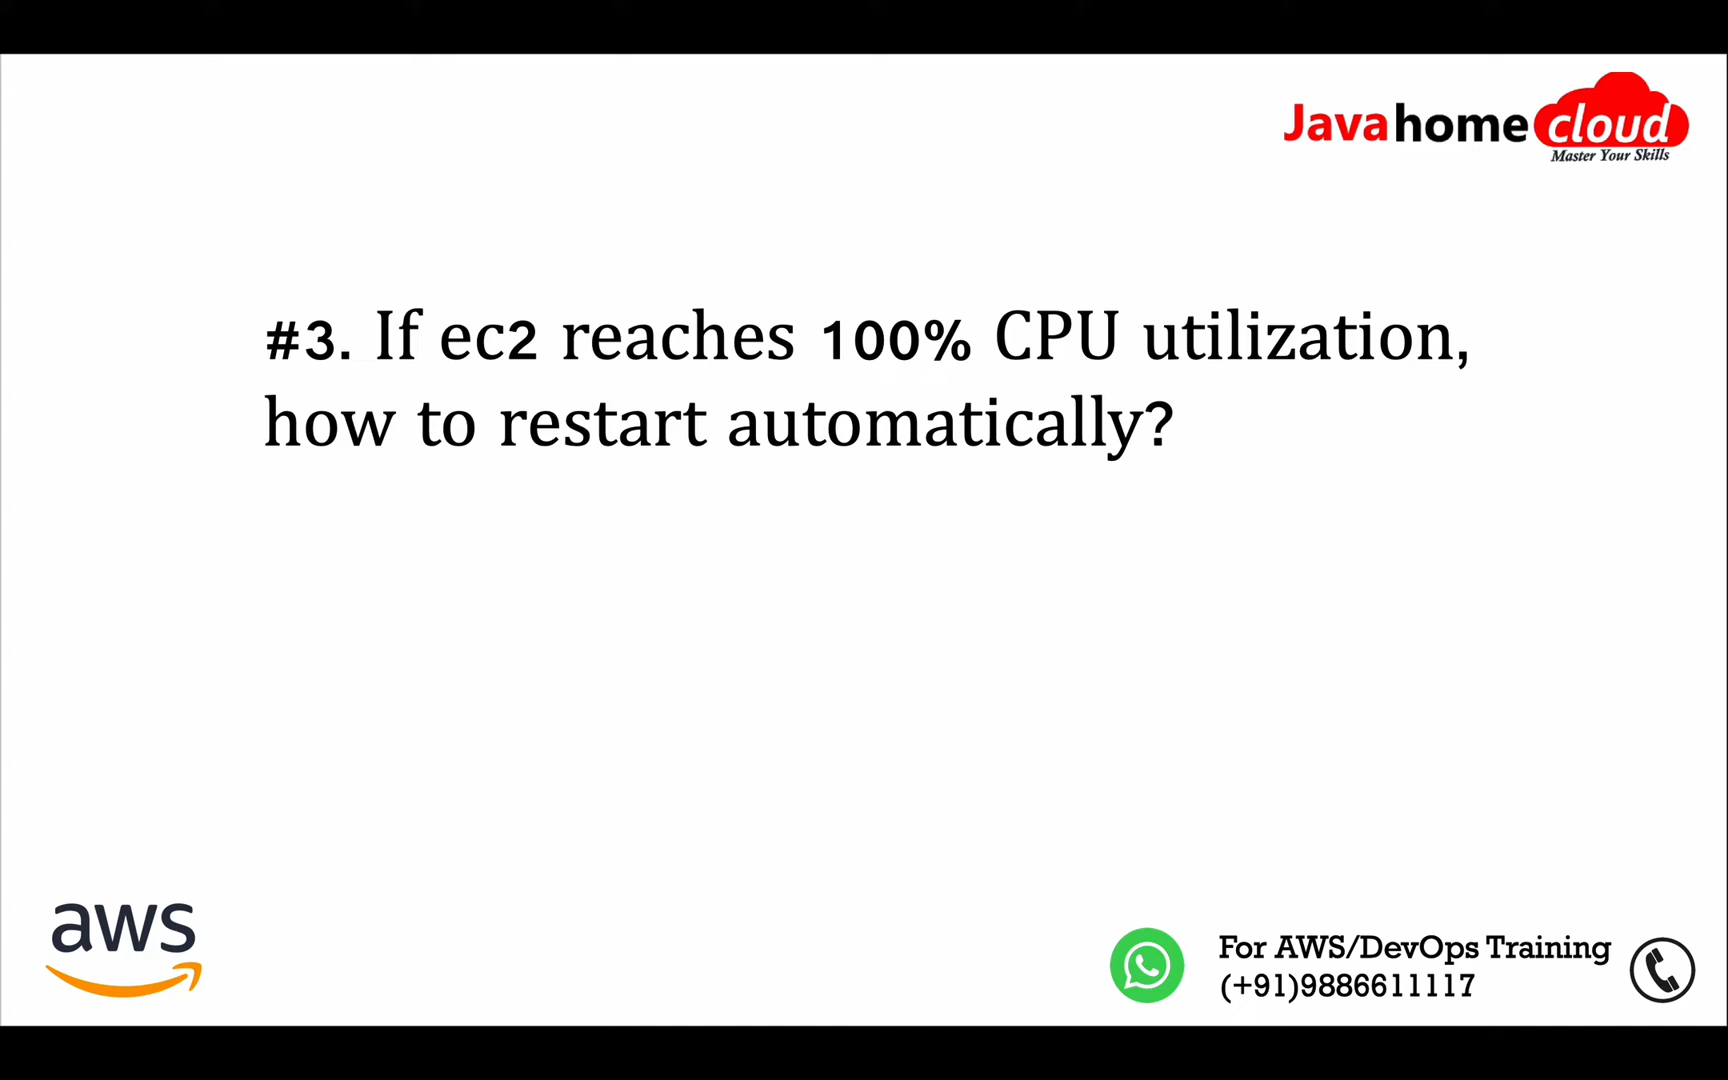 Javahome cloud
Master Your Skills
#3. If ec2 reaches 100% CPU utilization,
how to restart automatically?
aws
For AWS/DevOps Training
(+91)9886611117